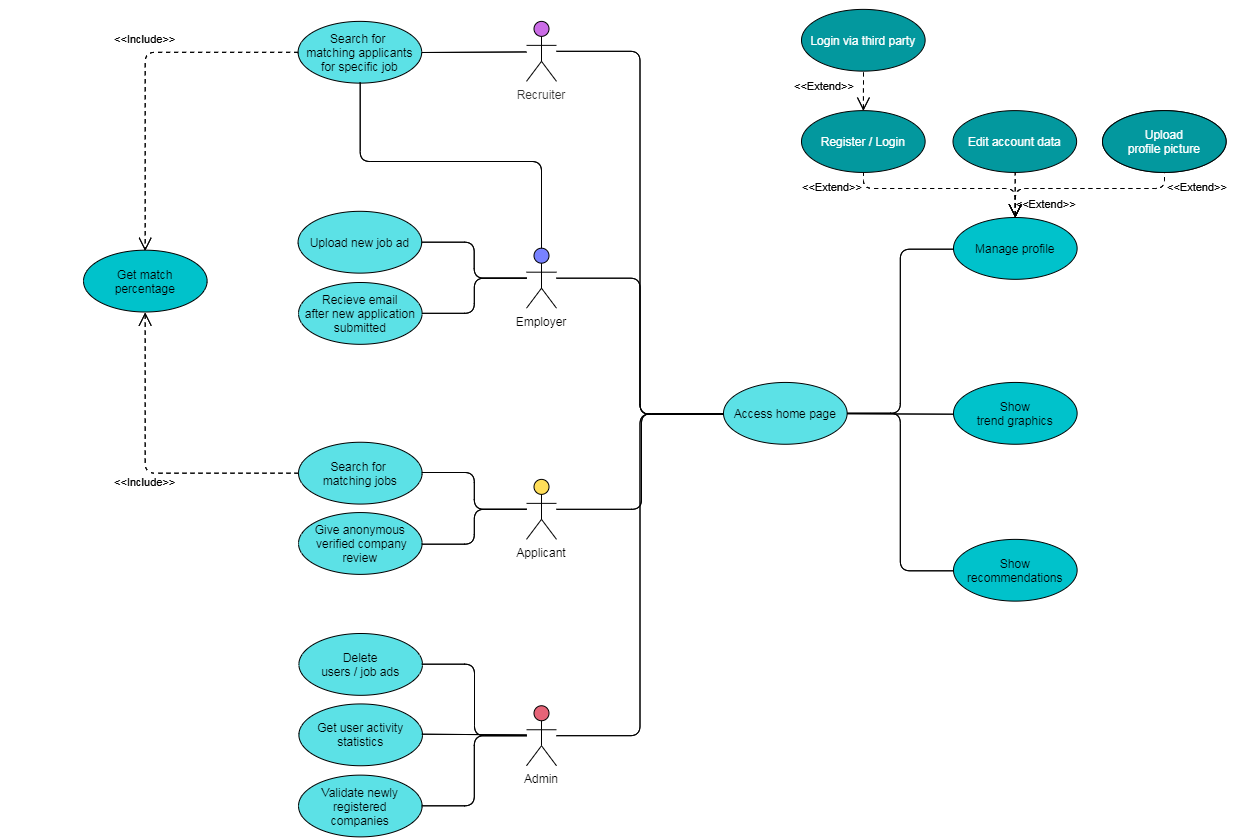 <<Include>>
Search for
matching applicants
for specific job
Recruiter
Login via third party
<<Extend>>
Register / Login
Edit account data
Upload
profile picture
<<Extend>>
<<Extend>>
<<Extend>>
Manage profile
Upload new job ad
Get match
percentage
Recieve email
after new application
submitted
Employer
Access home page
Show
trend graphics
Search for
matching jobs
<<Include>>
Give anonymous
verified company
review
Applicant
Show
recommendations
Delete
users / job ads
Get user activity
statistics
Admin
Validate newly
registered
companies